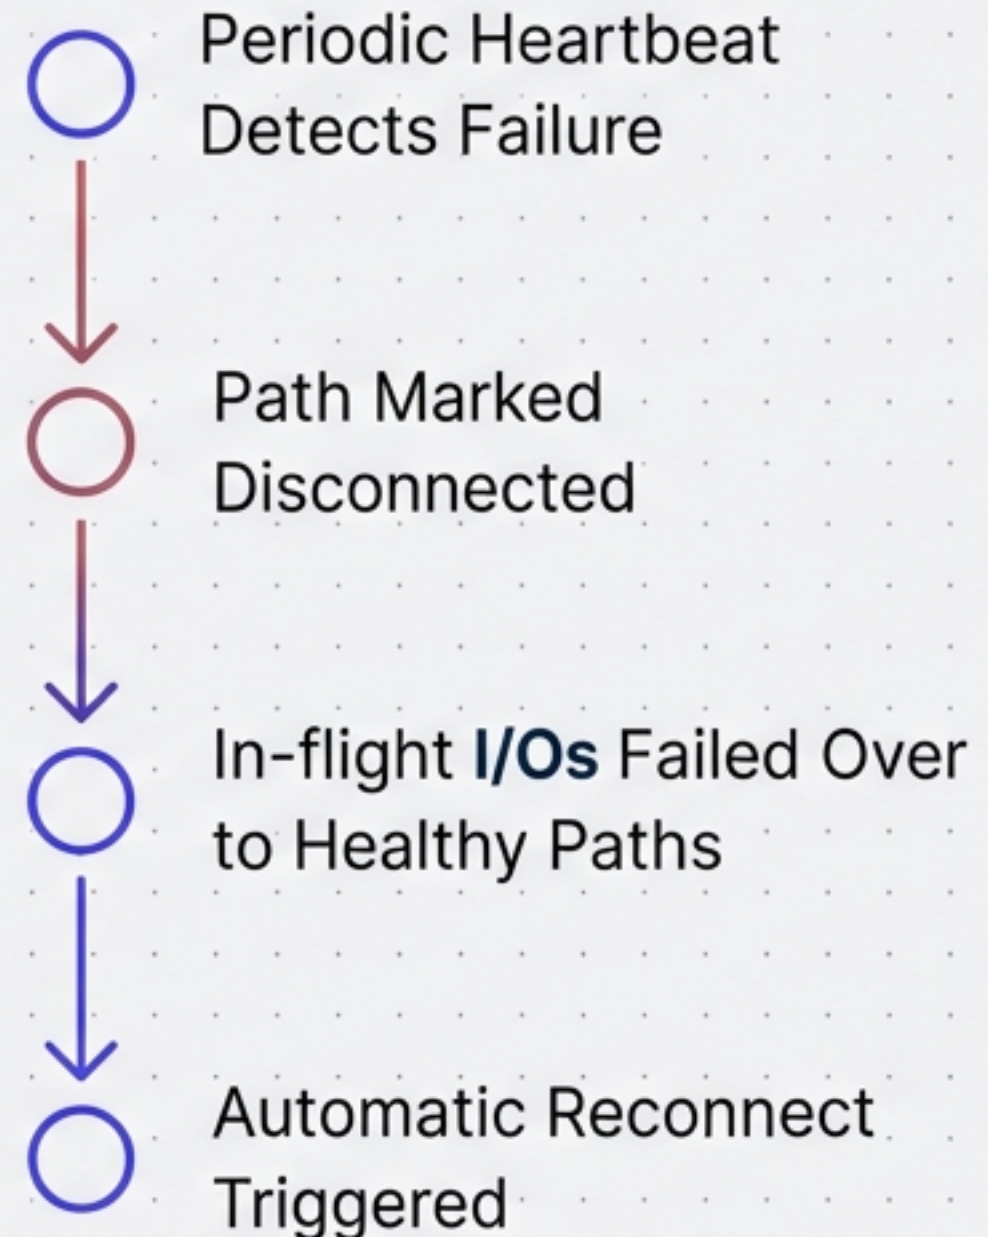 Periodic Heartbeat
Detects Failure
Path Marked
Disconnected
In-flight I/Os Failed Over
to Healthy Paths
Automatic Reconnect
Triggered